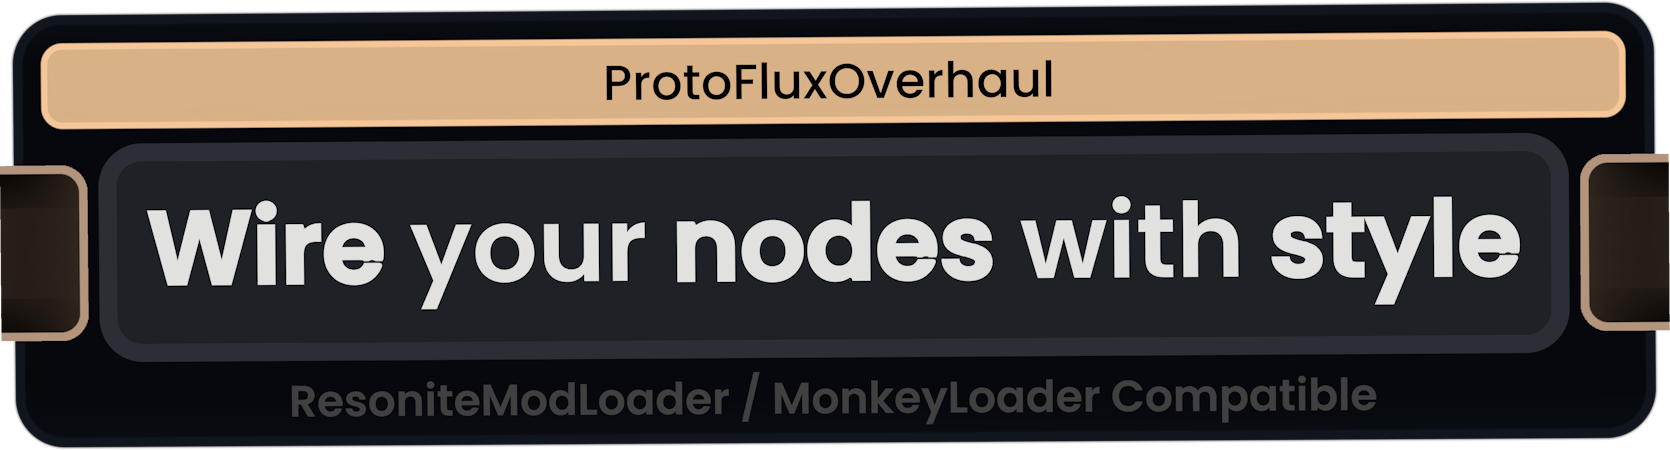 ProtoFluxOverhaul
Wire your nodes with style
ResoniteModLoader / MonkeyLoader Compatible